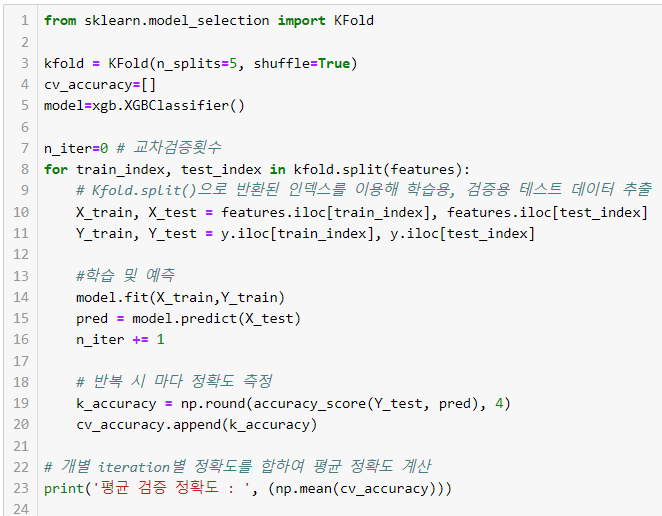 1 from sklearn.model_selection import KFold
2
3 kfold = KFold(n_splits=5, shuffle=True)
4 cv_accuracy=[]
5 model=xgb.XGBClassifier()
6
7 n_iter=0 # 교차검증횟수
8 for train_index, test_index in kfold.split(features):
9     # Kfold.split()으로 반환된 인덱스를 이용해 학습용, 검증용 테스트 데이터 추출
10     X_train, X_test = features.iloc[train_index], features.iloc[test_index]
11     Y_train, Y_test = y.iloc[train_index], y.iloc[test_index]
12
13     #학습 및 예측
14     model.fit(X_train,Y_train)
15     pred = model.predict(X_test)
16     n_iter += 1
17
18     # 반복 시 마다 정확도 측정
19     k_accuracy = np.round(accuracy_score(Y_test, pred), 4)
20     cv_accuracy.append(k_accuracy)
21
22 # 개별 iteration별 정확도를 합하여 평균 정확도 계산
23 print('평균 검증 정확도 : ', (np.mean(cv_accuracy)))
24